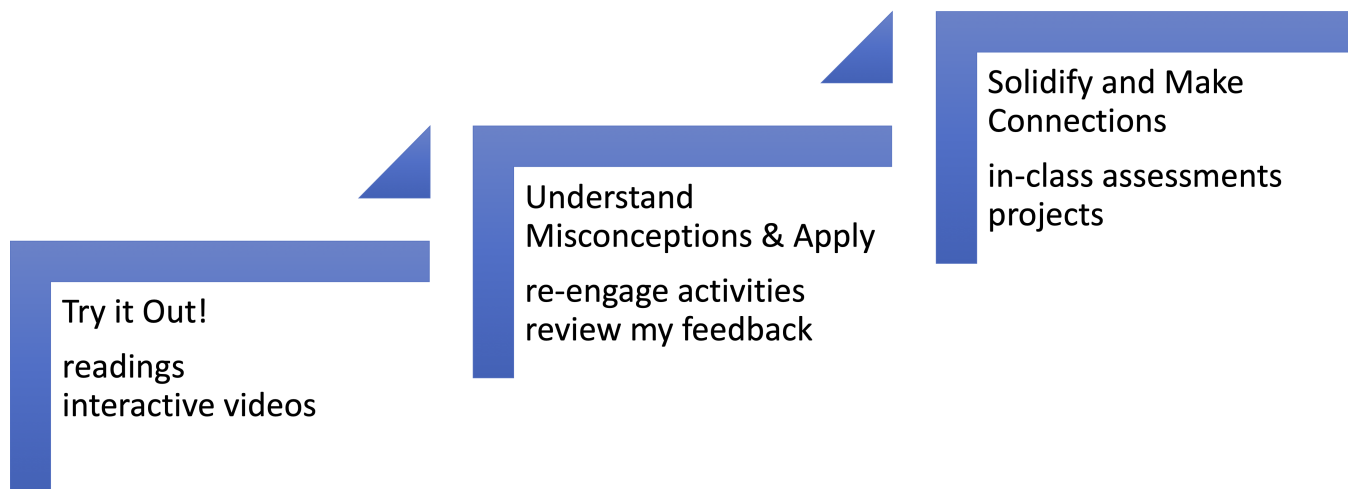 Try it Out!
readings
interactive videos
Understand
Misconceptions & Apply
re-engage activities
review my feedback
Solidify and Make
Connections
in-class assessments
projects